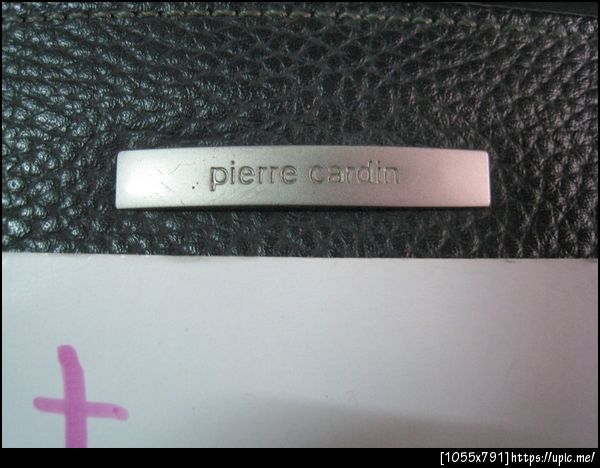 pierre cardin
[1055x791]https://upic.me/